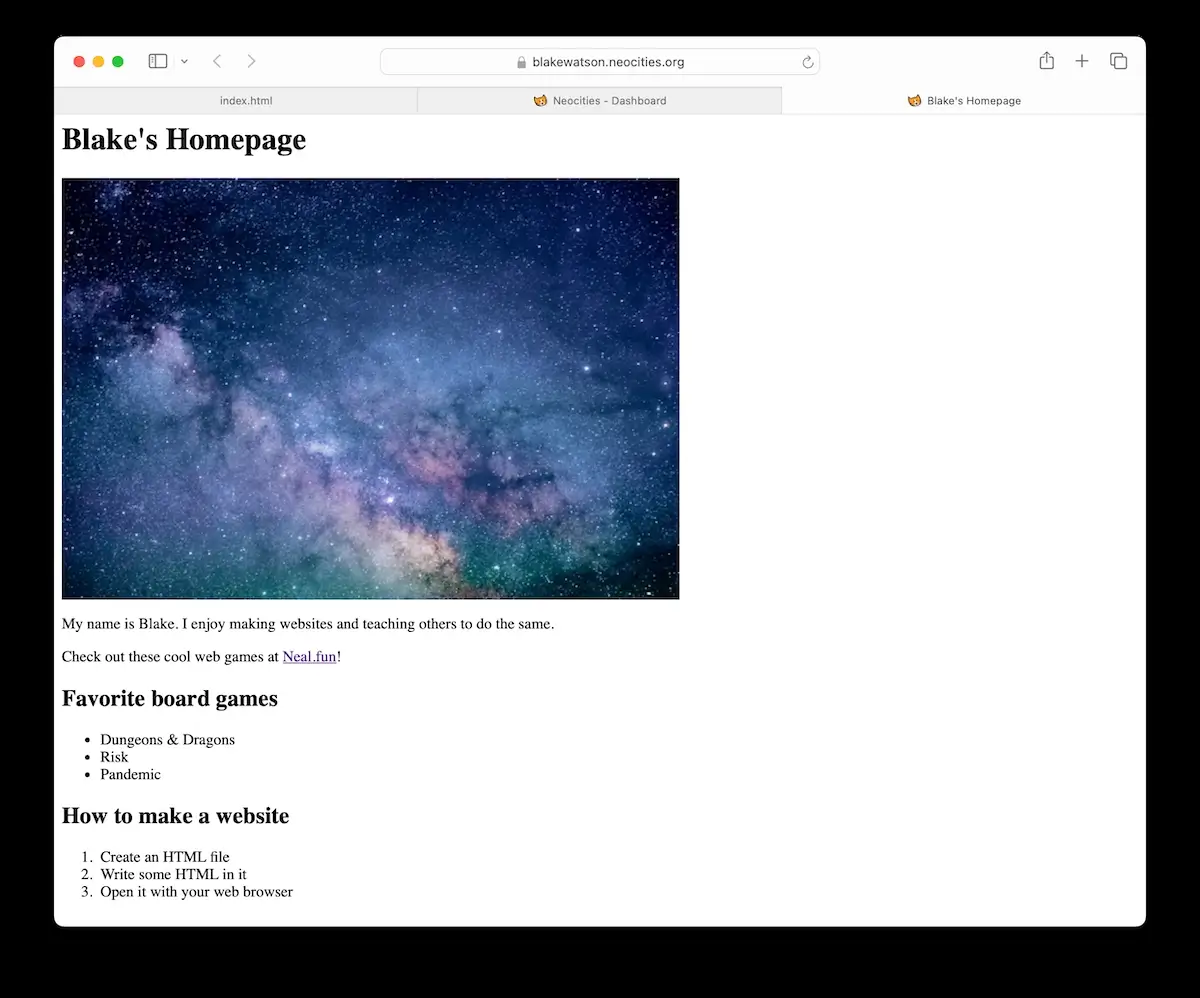 blakewatson.neocities.org
index.html
Neocities - Dashboard
Blake's Homepage
Blake's Homepage
My name is Blake. I enjoy making websites and teaching others to do the same.
Check out these cool web games at Neal.fun!
Favorite board games
• Dungeons & Dragons
• Risk
• Pandemic
How to make a website
1. Create an HTML file
2. Write some HTML in it
3. Open it with your web browser